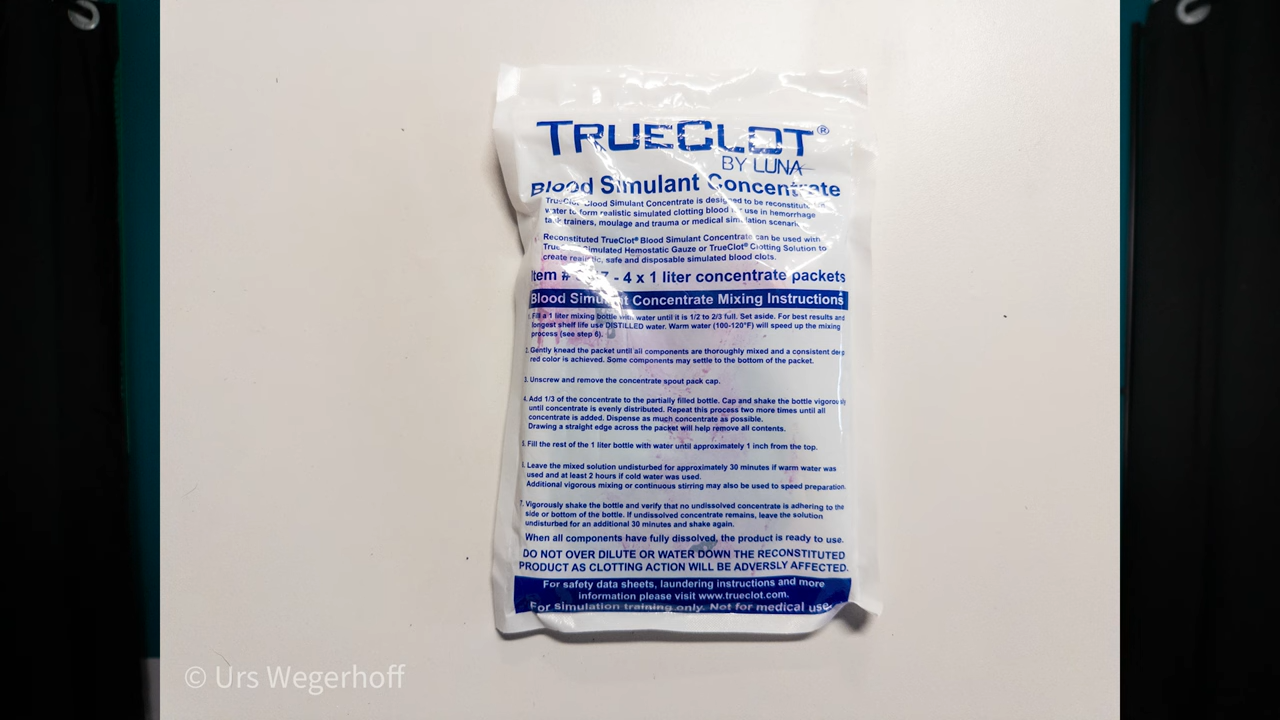 TRUECLOT®
BY LUNA
Blood Simulant Concentrate
TrueClot® Blood Simulant Concentrate is designed to be reconstituted
water to form realistic simulated clotting blood for use in hemorrhage
task trainers, moulage and trauma or medical simulation scenario
Reconstituted TrueClot® Blood Simulant Concentrate can be used with
TrueClot® Simulated Hemostatic Gauze or TrueClot® Clotting Solution to
create realistic, safe and disposable simulated blood clots.
Item # - 4 x 1 liter concentrate packets
Blood Simulant Concentrate Mixing Instructions
1. Fill a 1 liter mixing bottle with water until it is 1/2 to 2/3 full. Set aside. For best results and
longest shelf life use DISTILLED water. Warm water (100-120°F) will speed up the mixing
process (see step 6).
2. Gently knead the packet until all components are thoroughly mixed and a consistent deep
red color is achieved. Some components may settle to the bottom of the packet.
3. Unscrew and remove the concentrate spout pack cap.
4. Add 1/3 of the concentrate to the partially filled bottle. Cap and shake the bottle vigorously
until concentrate is evenly distributed. Repeat this process two more times until all
concentrate is added. Dispense as much concentrate as possible.
Drawing a straight edge across the packet will help remove all contents.
5. Fill the rest of the 1 liter bottle with water until approximately 1 inch from the top.
6. Leave the mixed solution undisturbed for approximately 30 minutes if warm water was
used and at least 2 hours if cold water was used.
Additional vigorous mixing or continuous stirring may also be used to speed preparation.
7. Vigorously shake the bottle and verify that no undissolved concentrate is adhering to the
side or bottom of the bottle. If undissolved concentrate remains, leave the solution
undisturbed for an additional 30 minutes and shake again.
When all components have fully dissolved, the product is ready to use.
DO NOT OVER DILUTE OR WATER DOWN THE RECONSTITUTED
PRODUCT AS CLOTTING ACTION WILL BE ADVERSLY AFFECTED.
For safety data sheets, laundering instructions and more
information please visit www.trueclot.com.
For simulation training only. Not for medical use.
© Urs Wegerhoff